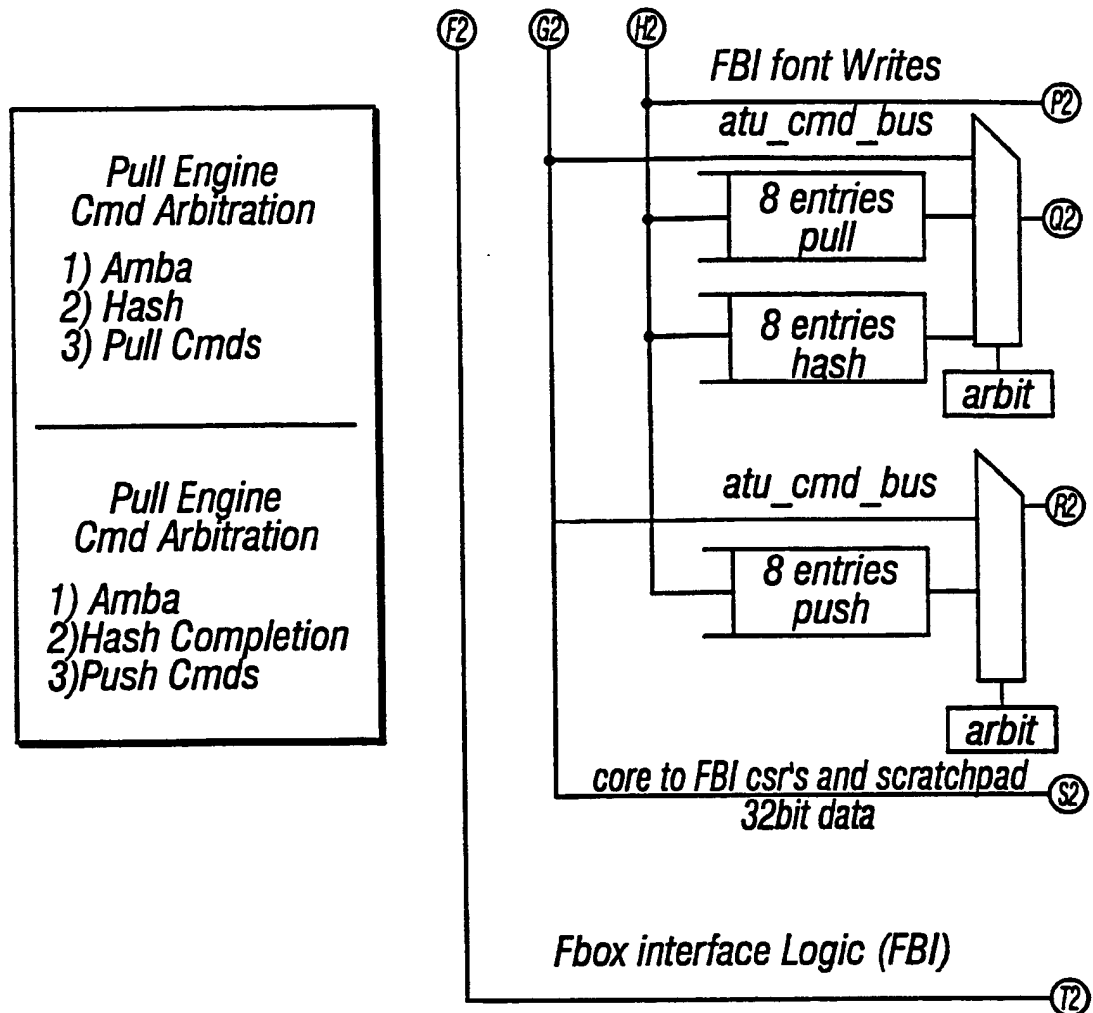 F2 G2 H2
FBI font Writes
P2
atu_cmd_bus
8 entries
pull
Q2
8 entries
hash
arbit
atu_cmd_bus
R2
8 entries
push
arbit
core to FBI csr's and scratchpad
32bit data
S2
Fbox interface Logic (FBI)
T2
Pull Engine
Cmd Arbitration
1) Amba
2) Hash
3) Pull Cmds
Pull Engine
Cmd Arbitration
1) Amba
2)Hash Completion
3)Push Cmds